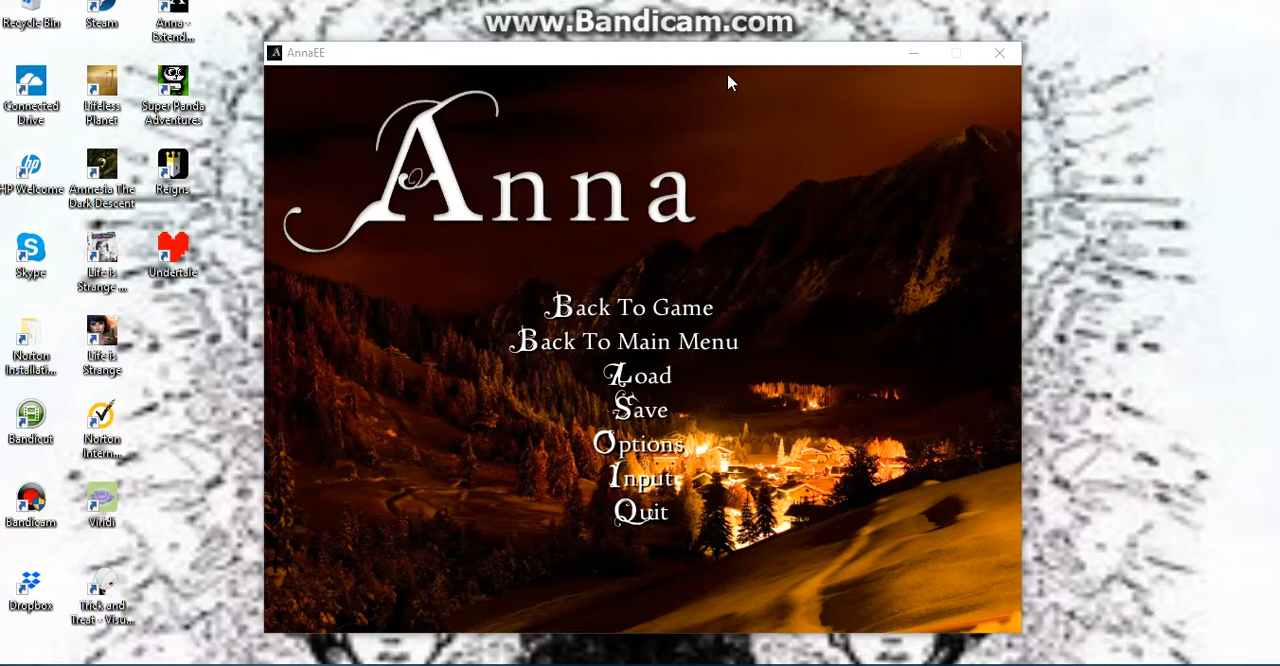 www.Bandicam.com
Recycle Bin
Steam
Anna -
Extend...
Connected
Drive
Lifeless
Planet
Super Panda
Adventures
HP Welcome
Amnesia The
Dark Descent
Reigns
Skype
Life is
Strange ...
Undertale
Norton
Installati...
Life is
Strange
Bandicut
Norton
Intern...
Bandicam
Viridi
Dropbox
Trick and
Treat - Visu...
AnnaEE
Anna
Back To Game
Back To Main Menu
Load
Save
Options
Input
Quit